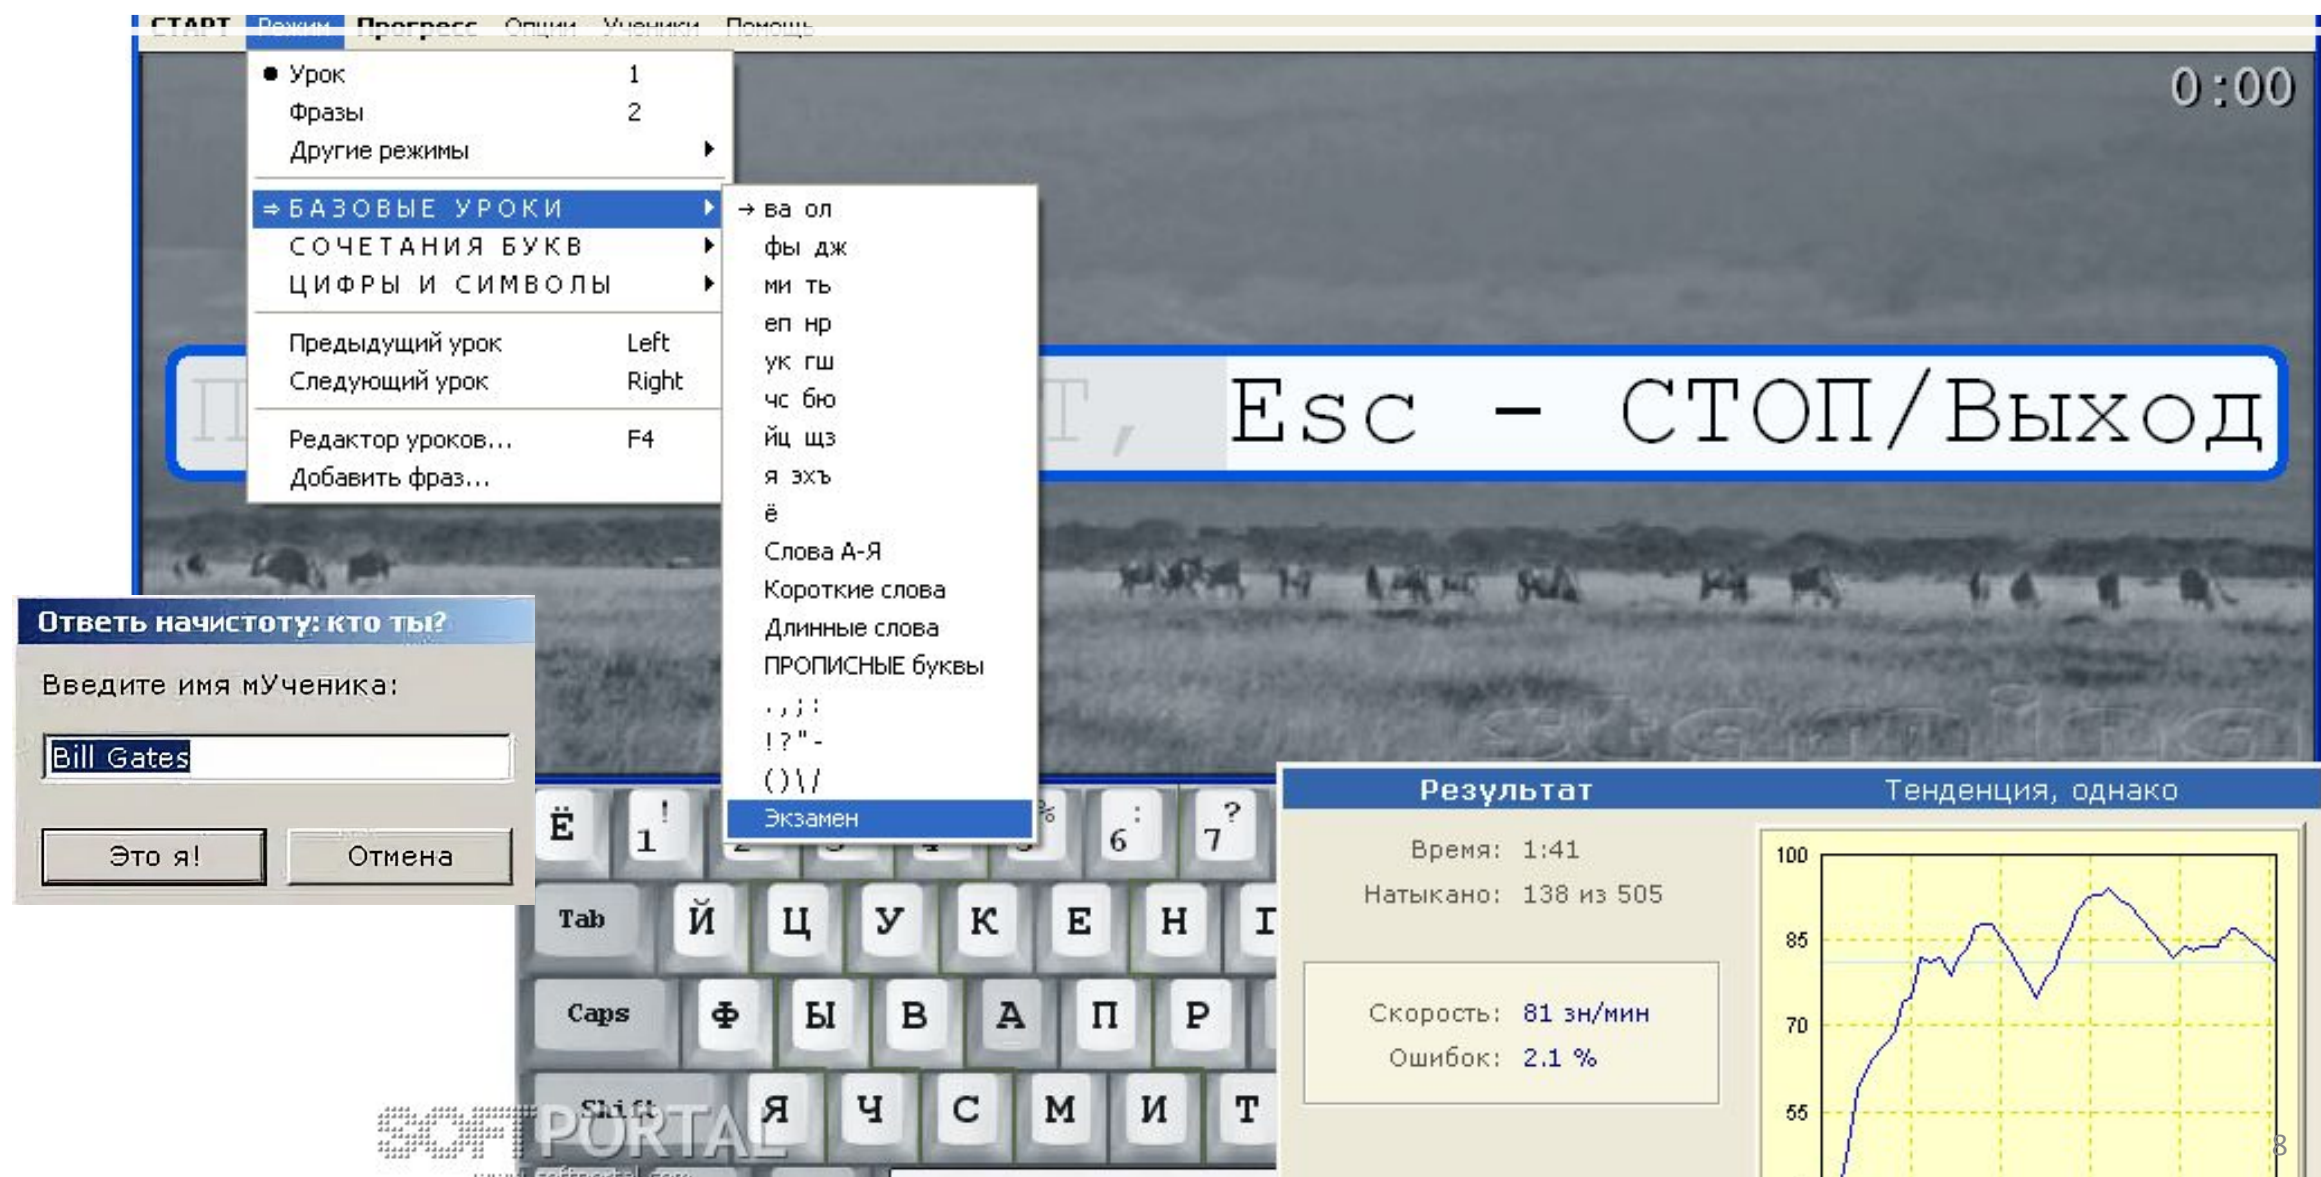 СТАРТ Режим Прогресс Опции Ученики Помощь
0:00
● Урок 1
Фразы 2
Другие режимы
⇒ БАЗОВЫЕ УРОКИ
СОЧЕТАНИЯ БУКВ
ЦИФРЫ И СИМВОЛЫ
Предыдущий урок Left
Следующий урок Right
Редактор уроков... F4
Добавить фраз...
→ ва ол
фы дж
ми ть
еп нр
ук гш
чс бю
йц щз
я эхъ
ё
Слова А-Я
Короткие слова
Длинные слова
ПРОПИСНЫЕ буквы
. , ; :
! ? " -
( ) \ /
Экзамен
Esc - СТОП/Выход
stamina
Ответь начистоту: кто ты?
Введите имя мУченика:
Bill Gates
Это я! Отмена
Ё 1 ! % 6 : 7 ?
Tab Й Ц У К Е Н
Caps Ф Ы В А П Р
Shift Я Ч С М И Т
SOFTPORTAL
www.softportal.com
Результат
Время: 1:41
Натыкано: 138 из 505
Скорость: 81 зн/мин
Ошибок: 2.1 %
Тенденция, однако
100
85
70
55
8